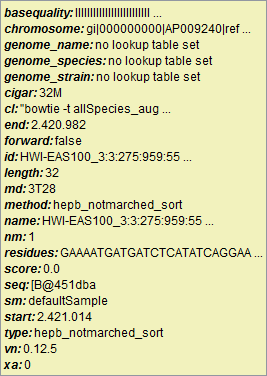 basequality: IIIIIIIIIIIIIIIIIIIIIIIII ...
chromosome: gi|000000000|AP009240|ref ...
genome_name: no lookup table set
genome_species: no lookup table set
genome_strain: no lookup table set
cigar: 32M
cl: "bowtie -t allSpecies_aug ...
end: 2.420.982
forward: false
id: HWI-EAS100_3:3:275:959:55 ...
length: 32
md: 3T28
method: hepb_notmarched_sort
name: HWI-EAS100_3:3:275:959:55 ...
nm: 1
residues: GAAAATGATGATCTCATATCAGGAA ...
score: 0.0
seq: [B@451dba
sm: defaultSample
start: 2.421.014
type: hepb_notmarched_sort
vn: 0.12.5
xa: 0